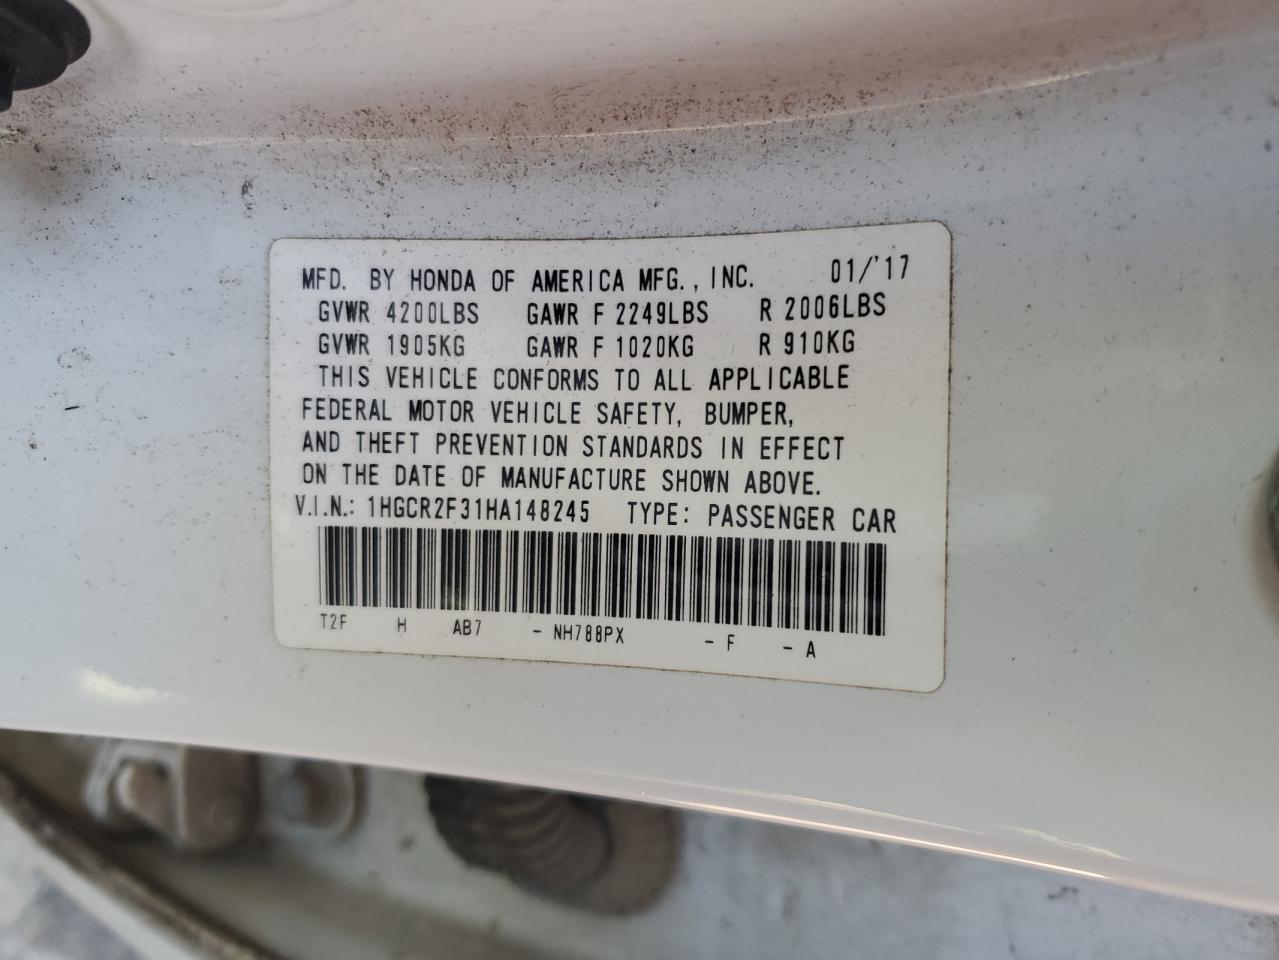 MFD. BY HONDA OF AMERICA MFG., INC. 01/'17
GVWR 4200LBS GAWR F 2249LBS R 2006LBS
GVWR 1905KG GAWR F 1020KG R 910KG
THIS VEHICLE CONFORMS TO ALL APPLICABLE
FEDERAL MOTOR VEHICLE SAFETY, BUMPER,
AND THEFT PREVENTION STANDARDS IN EFFECT
ON THE DATE OF MANUFACTURE SHOWN ABOVE.
V.I.N.: 1HGCR2F31HA148245 TYPE: PASSENGER CAR
T2F H AB7 - NH788PX - F - A